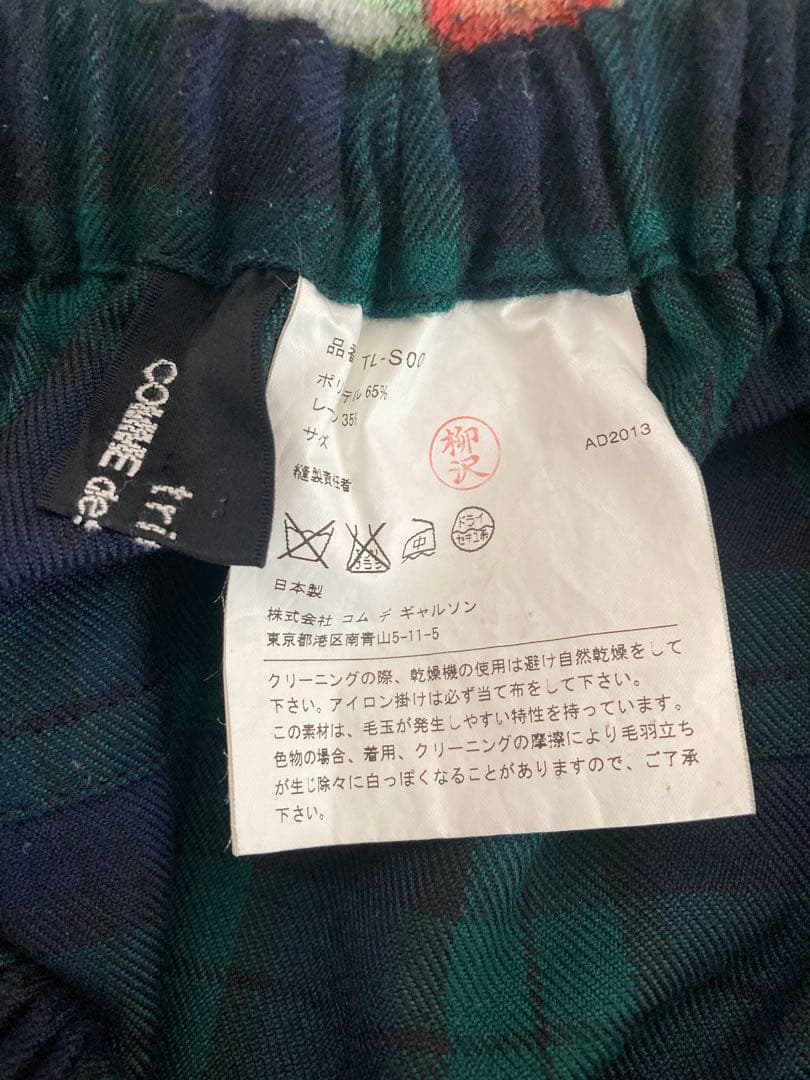 COMME des
tri
品番 TL-S00
ポリ テル 65%
レーン 35%
サイズ
柳沢
AD2013
縫製責任者
ドライ
セキユ系
日本製
株式会社 コム デ ギャルソン
東京都港区南青山5-11-5
クリーニングの際、乾燥機の使用は避け自然乾燥をして
下さい。アイロン掛けは必ず当て布をして下さい。
この素材は、毛玉が発生しやすい特性を持っています。
色物の場合、着用、クリーニングの摩擦により毛羽立ち
が生じ除々に白っぽくなることがありますので、ご了承
下さい。